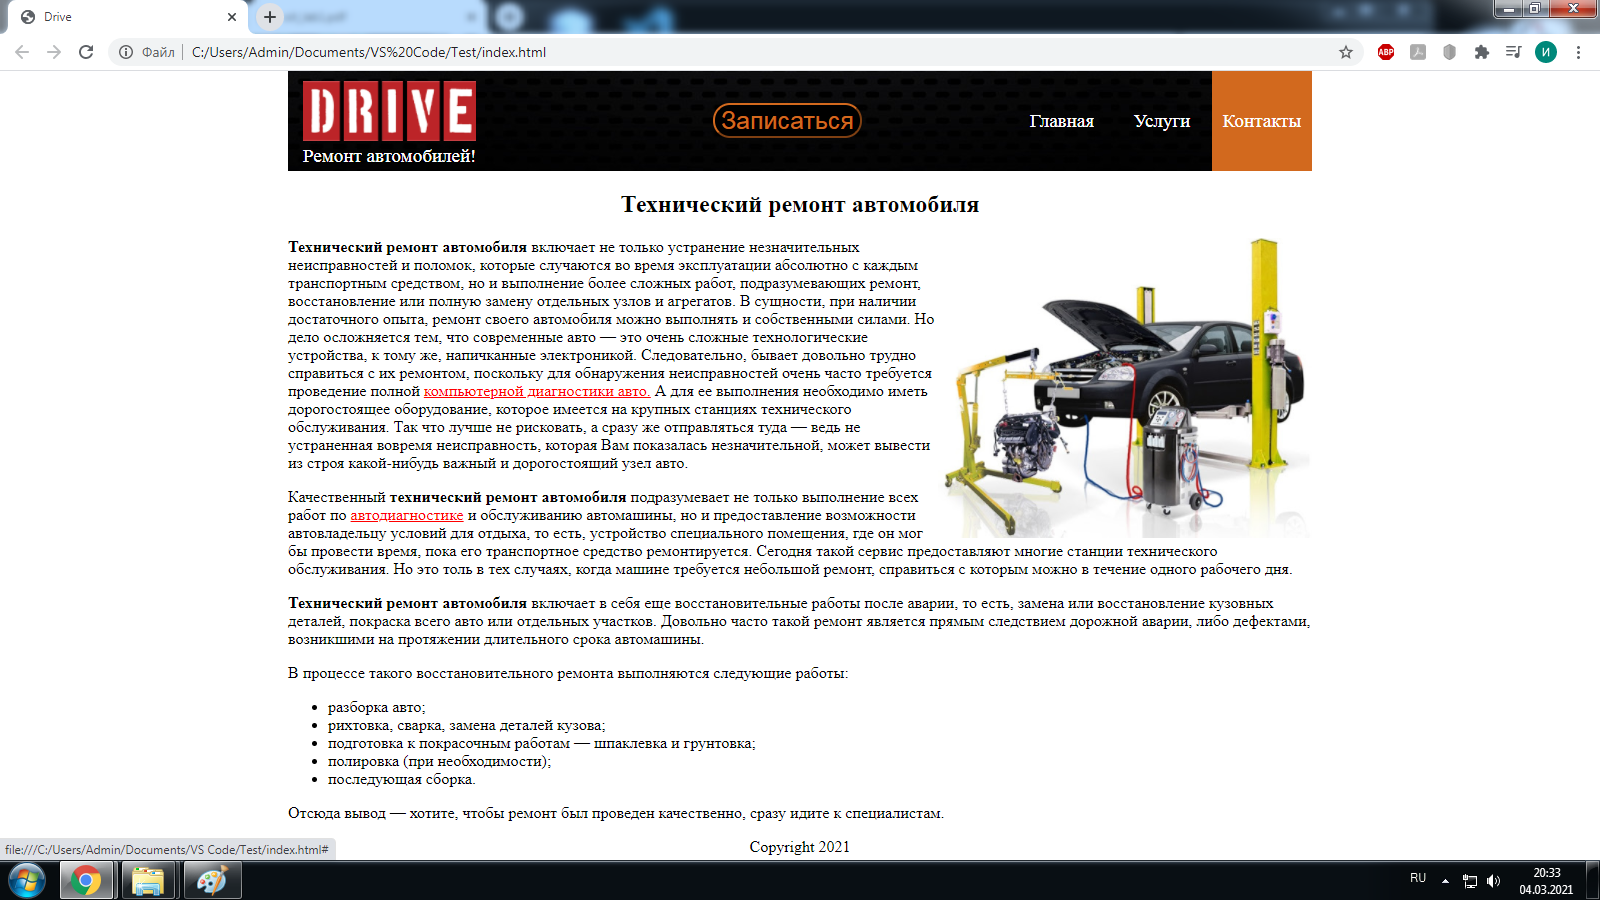 Drive
Файл
C:/Users/Admin/Documents/VS%20Code/Test/index.html
ABP
И
DRIVE
Ремонт автомобилей!
Записаться
Главная
Услуги
Контакты
Технический ремонт автомобиля
Технический ремонт автомобиля включает не только устранение незначительных
неисправностей и поломок, которые случаются во время эксплуатации абсолютно с каждым
транспортным средством, но и выполнение более сложных работ, подразумевающих ремонт,
восстановление или полную замену отдельных узлов и агрегатов. В сущности, при наличии
достаточного опыта, ремонт своего автомобиля можно выполнять и собственными силами. Но
дело осложняется тем, что современные авто — это очень сложные технологические
устройства, к тому же, напичканные электроникой. Следовательно, бывает довольно трудно
справиться с их ремонтом, поскольку для обнаружения неисправностей очень часто требуется
проведение полной компьютерной диагностики авто. А для ее выполнения необходимо иметь
дорогостоящее оборудование, которое имеется на крупных станциях технического
обслуживания. Так что лучше не рисковать, а сразу же отправляться туда — ведь не
устраненная вовремя неисправность, которая Вам показалась незначительной, может вывести
из строя какой-нибудь важный и дорогостоящий узел авто.
Качественный технический ремонт автомобиля подразумевает не только выполнение всех
работ по автодиагностике и обслуживанию автомашины, но и предоставление возможности
автовладельцу условий для отдыха, то есть, устройство специального помещения, где он мог
бы провести время, пока его транспортное средство ремонтируется. Сегодня такой сервис предоставляют многие станции технического
обслуживания. Но это толь в тех случаях, когда машине требуется небольшой ремонт, справиться с которым можно в течение одного рабочего дня.
Технический ремонт автомобиля включает в себя еще восстановительные работы после аварии, то есть, замена или восстановление кузовных
деталей, покраска всего авто или отдельных участков. Довольно часто такой ремонт является прямым следствием дорожной аварии, либо дефектами,
возникшими на протяжении длительного срока автомашины.
В процессе такого восстановительного ремонта выполняются следующие работы:
• разборка авто;
• рихтовка, сварка, замена деталей кузова;
• подготовка к покрасочным работам — шпаклевка и грунтовка;
• полировка (при необходимости);
• последующая сборка.
Отсюда вывод — хотите, чтобы ремонт был проведен качественно, сразу идите к специалистам.
Copyright 2021
file:///C:/Users/Admin/Documents/VS Code/Test/index.html#
RU
20:33
04.03.2021